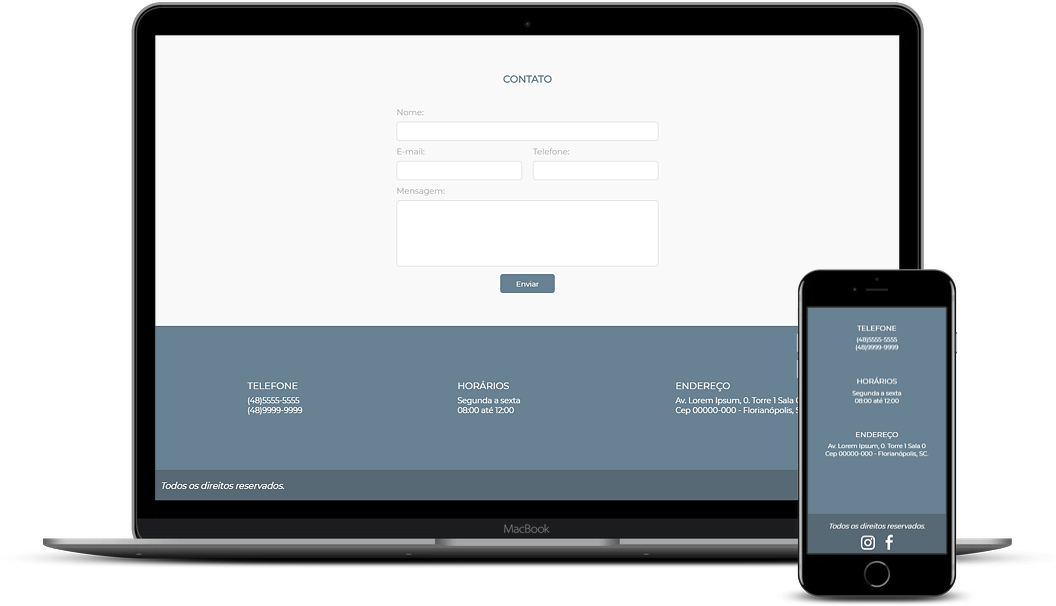 CONTATO
Nome:
E-mail:
Telefone:
Mensagem:
Enviar
TELEFONE
(48)5555-5555
(48)9999-9999
HORÁRIOS
Segunda a sexta
08:00 até 12:00
ENDEREÇO
Av. Lorem Ipsum, 0. Torre 1 Sala
Cep 00000-000 - Florianópolis,
Todos os direitos reservados.
MacBook
TELEFONE
(48)5555-5555
(48)9999-9999
HORÁRIOS
Segunda a sexta
08:00 até 12:00
ENDEREÇO
Av. Lorem Ipsum, 0. Torre 1 Sala 0
Cep 00000-000 - Florianópolis, SC.
Todos os direitos reservados.